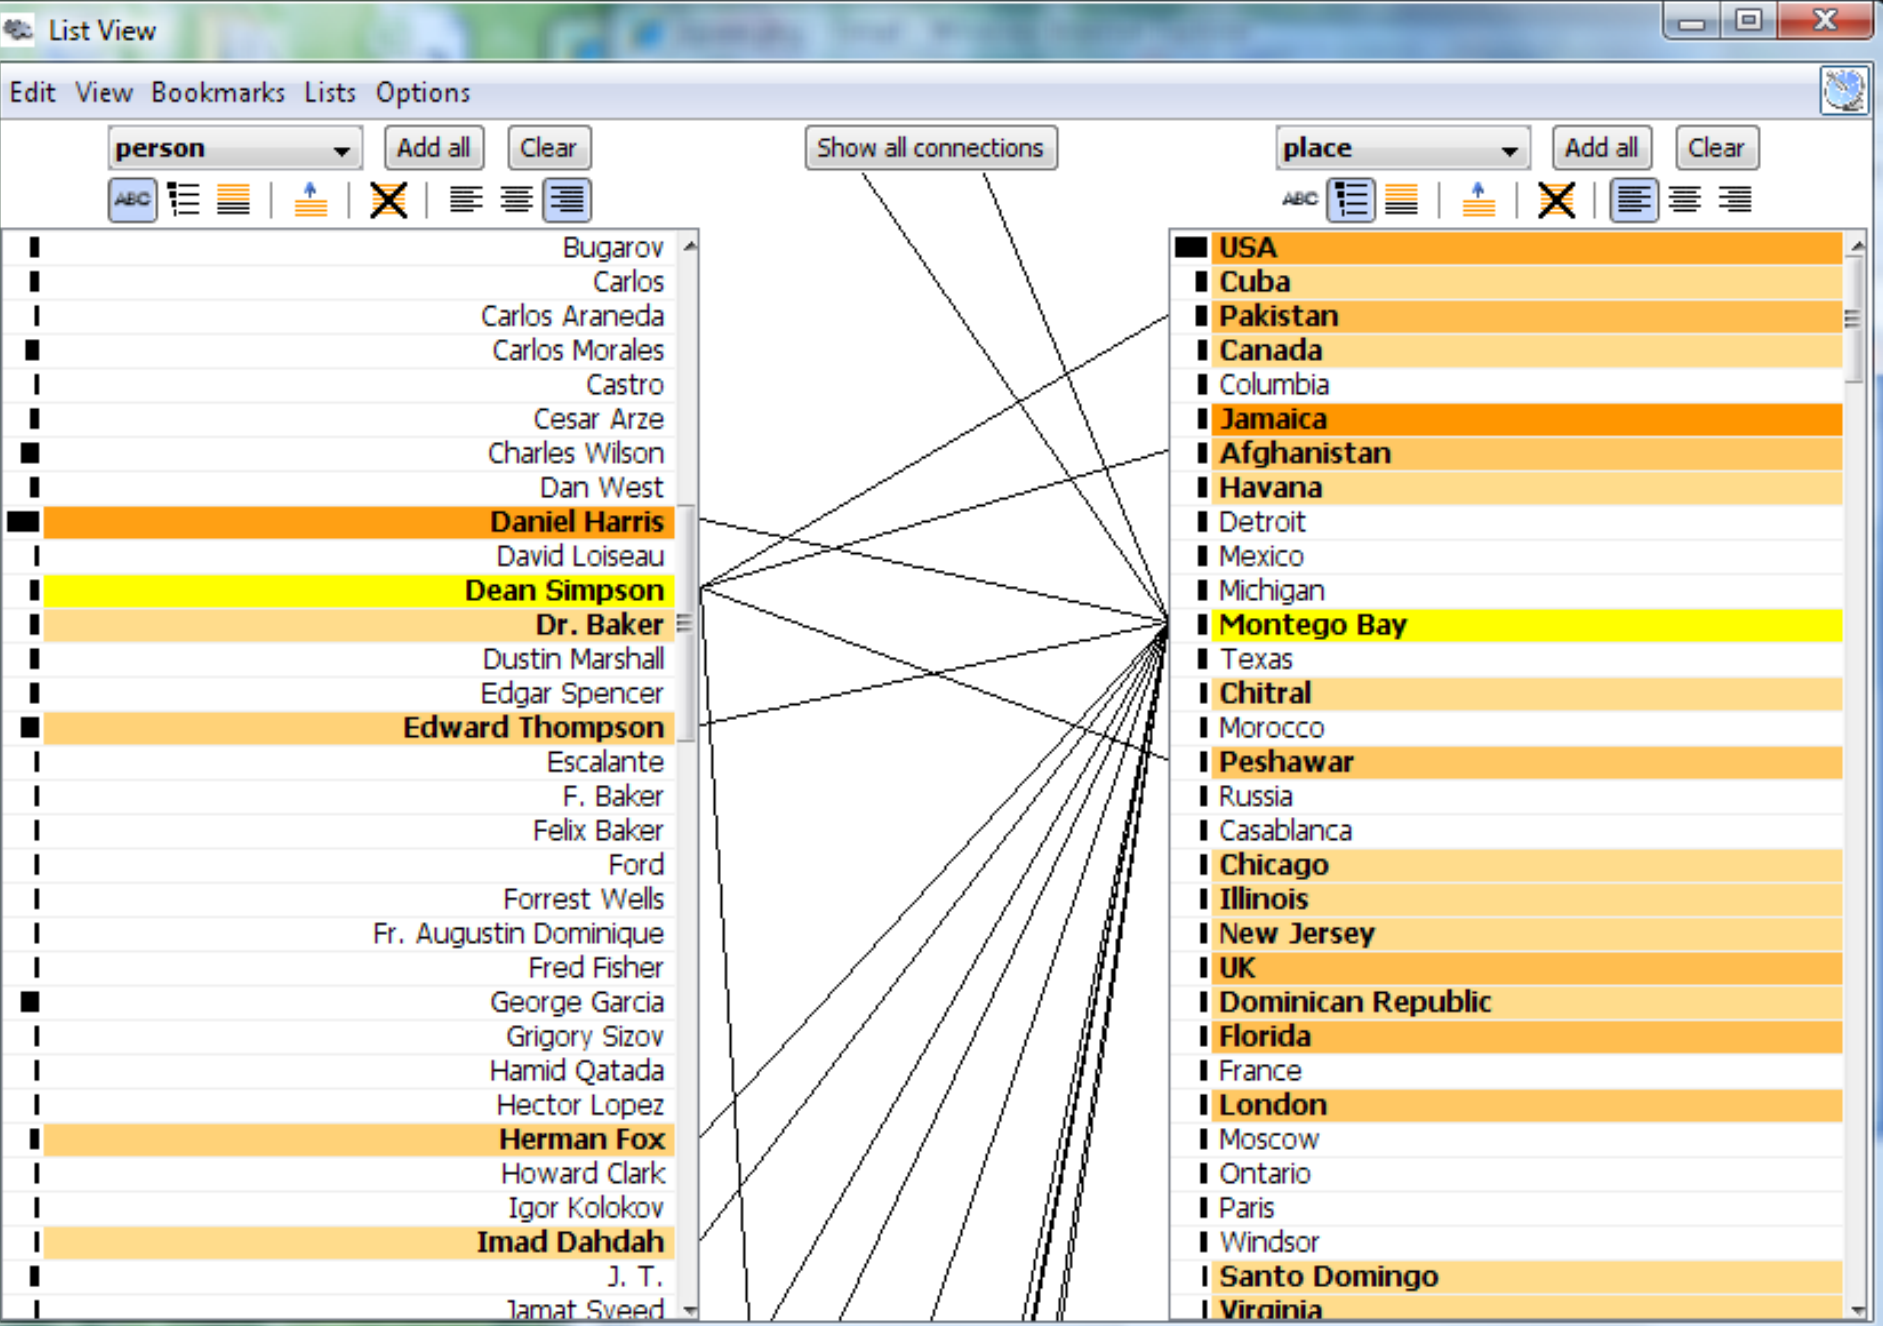 List View
Edit View Bookmarks Lists Options
person Add all Clear Show all connections place Add all Clear
ABC ABC
Bugarov
Carlos
Carlos Araneda
Carlos Morales
Castro
Cesar Arze
Charles Wilson
Dan West
Daniel Harris
David Loiseau
Dean Simpson
Dr. Baker
Dustin Marshall
Edgar Spencer
Edward Thompson
Escalante
F. Baker
Felix Baker
Ford
Forrest Wells
Fr. Augustin Dominique
Fred Fisher
George Garcia
Grigory Sizov
Hamid Qatada
Hector Lopez
Herman Fox
Howard Clark
Igor Kolokov
Imad Dahdah
J. T.
Jamat Syeed
USA
Cuba
Pakistan
Canada
Columbia
Jamaica
Afghanistan
Havana
Detroit
Mexico
Michigan
Montego Bay
Texas
Chitral
Morocco
Peshawar
Russia
Casablanca
Chicago
Illinois
New Jersey
UK
Dominican Republic
Florida
France
London
Moscow
Ontario
Paris
Windsor
Santo Domingo
Virginia